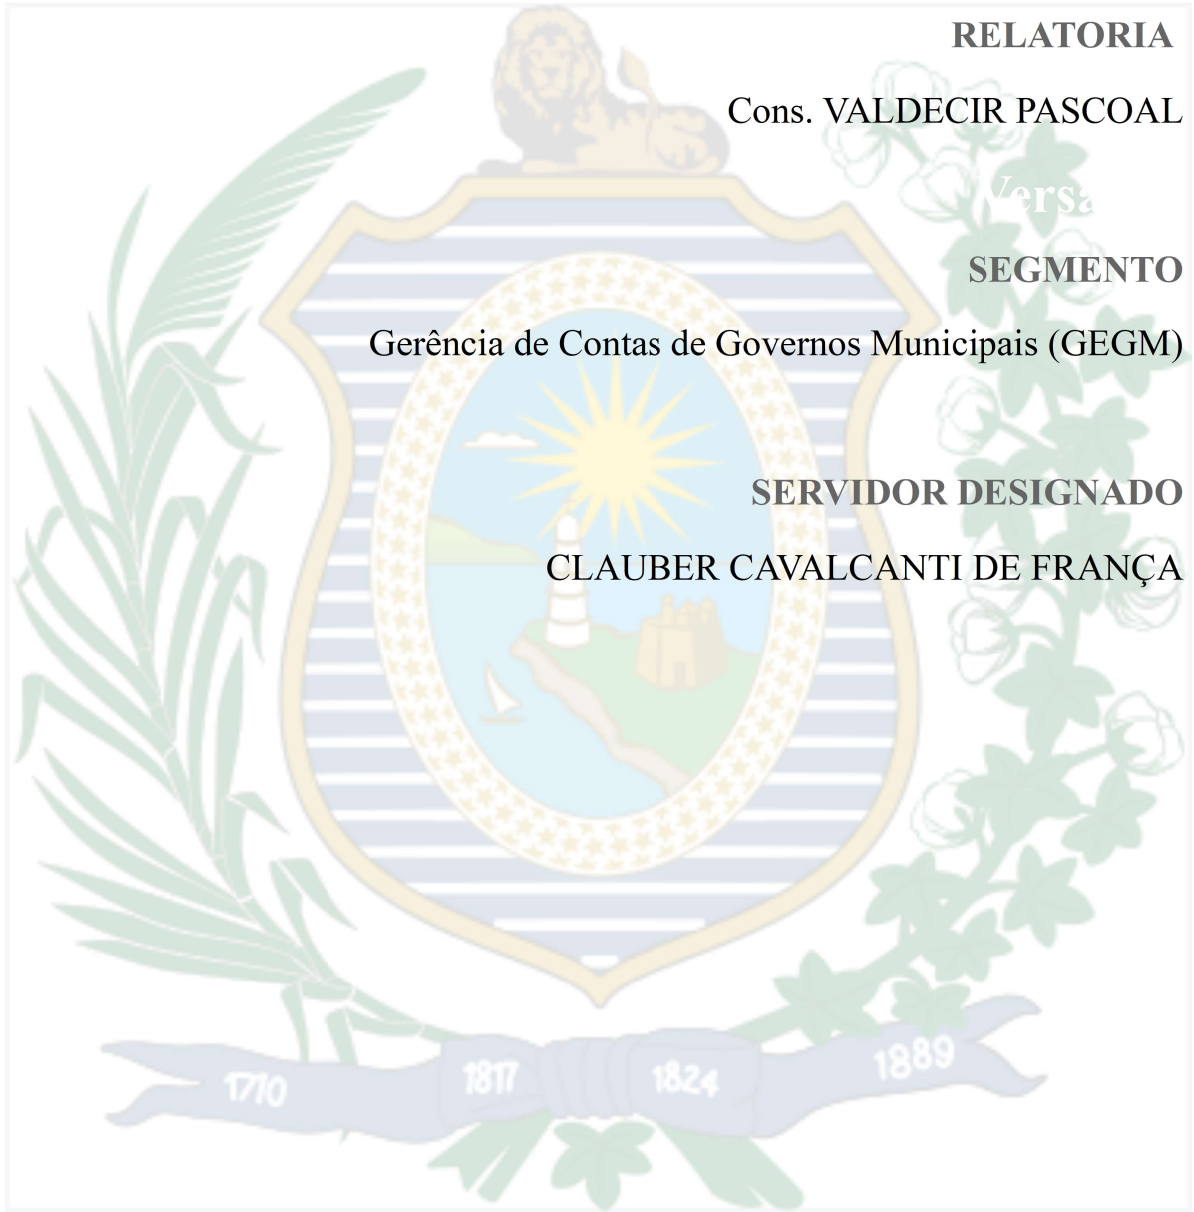 RELATORIA
Cons. VALDECIR PASCOAL
SEGMENTO
Gerência de Contas de Governos Municipais (GEGM)
SERVIDOR DESIGNADO
CLAUBER CAVALCANTI DE FRANÇA
1710 1817 1824 1889